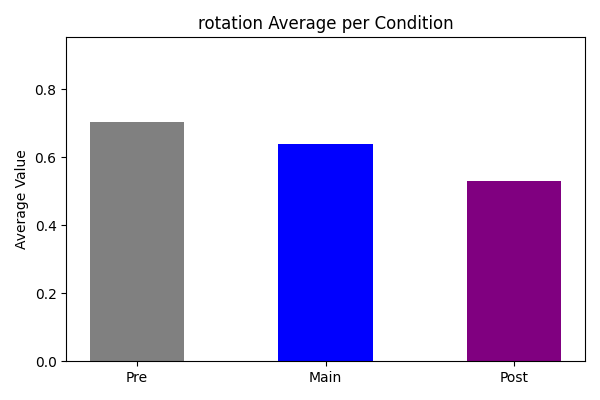 rotation Average per Condition
Average Value
0.8
0.6
0.4
0.2
0.0
Pre
Main
Post